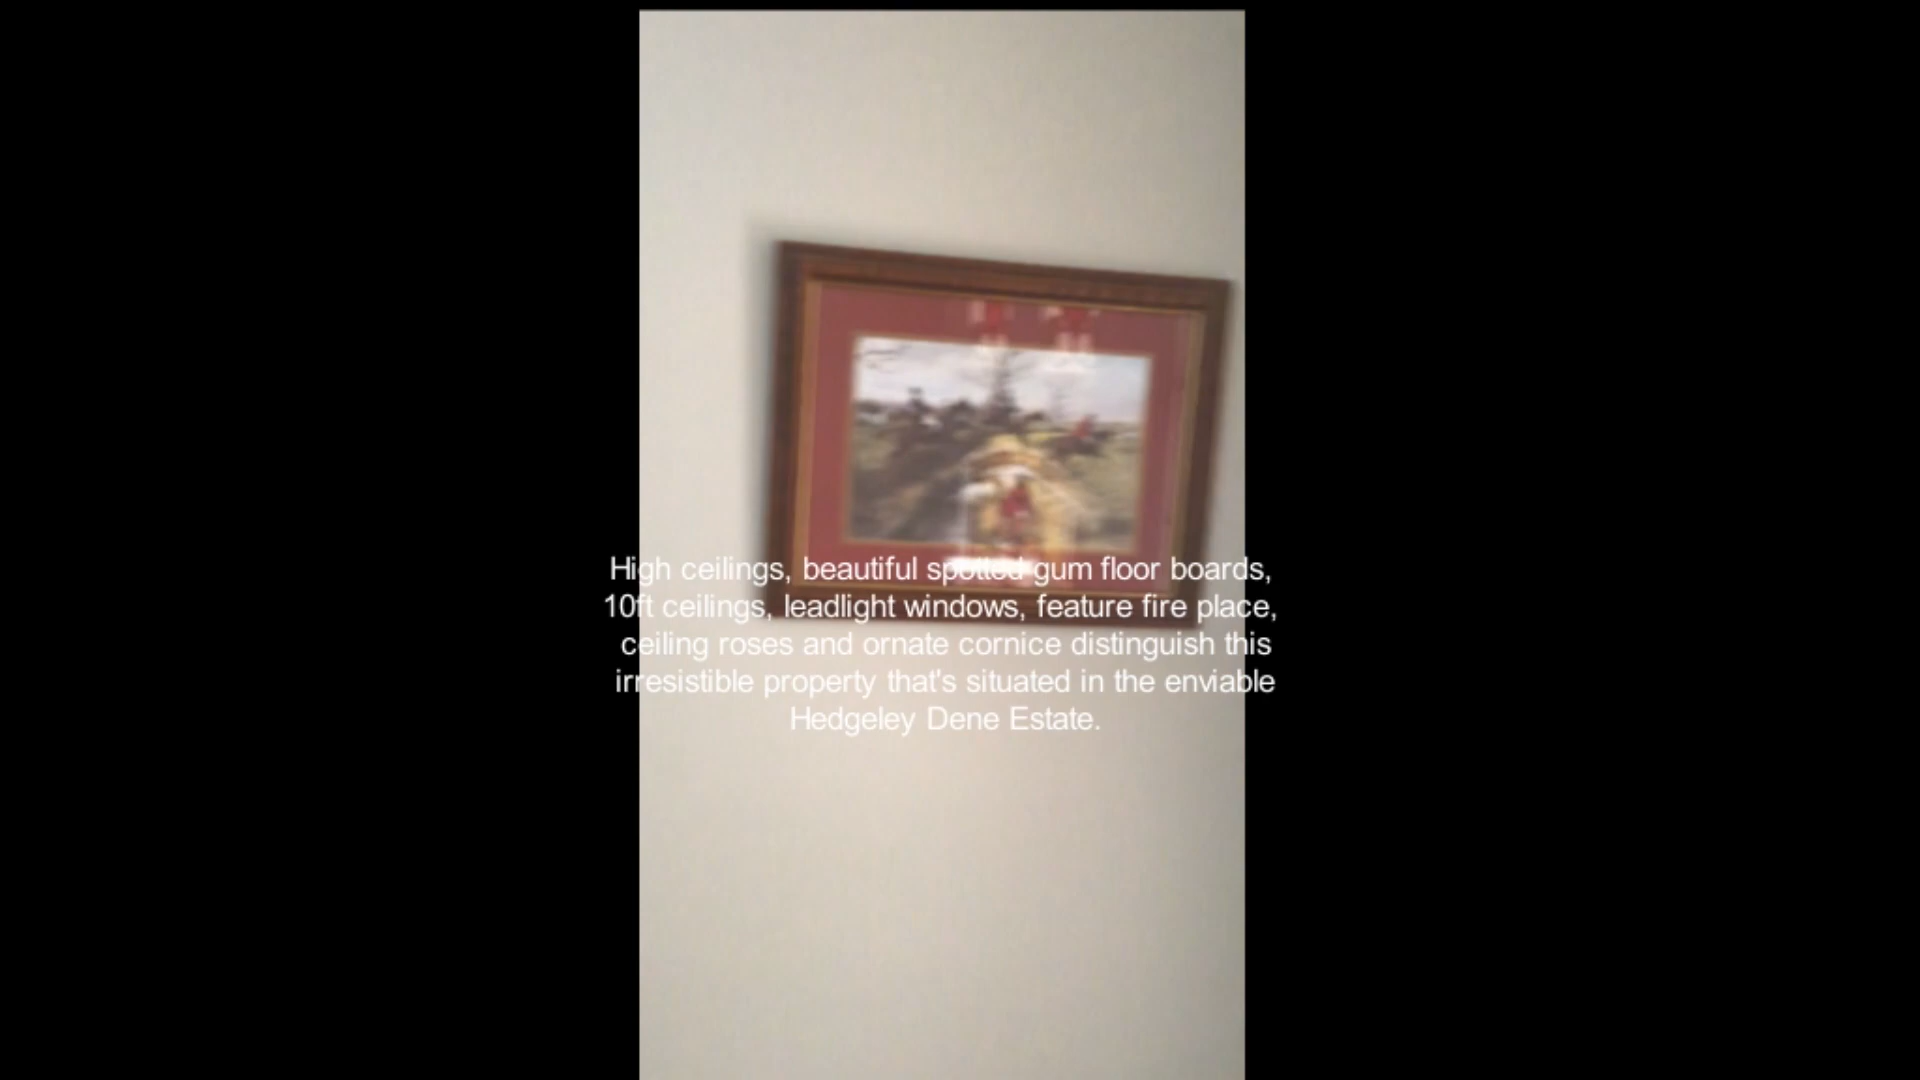 High ceilings, beautiful spotted gum floor boards,
10ft ceilings, leadlight windows, feature fire place,
ceiling roses and ornate cornice distinguish this
irresistible property that's situated in the enviable
Hedgeley Dene Estate.